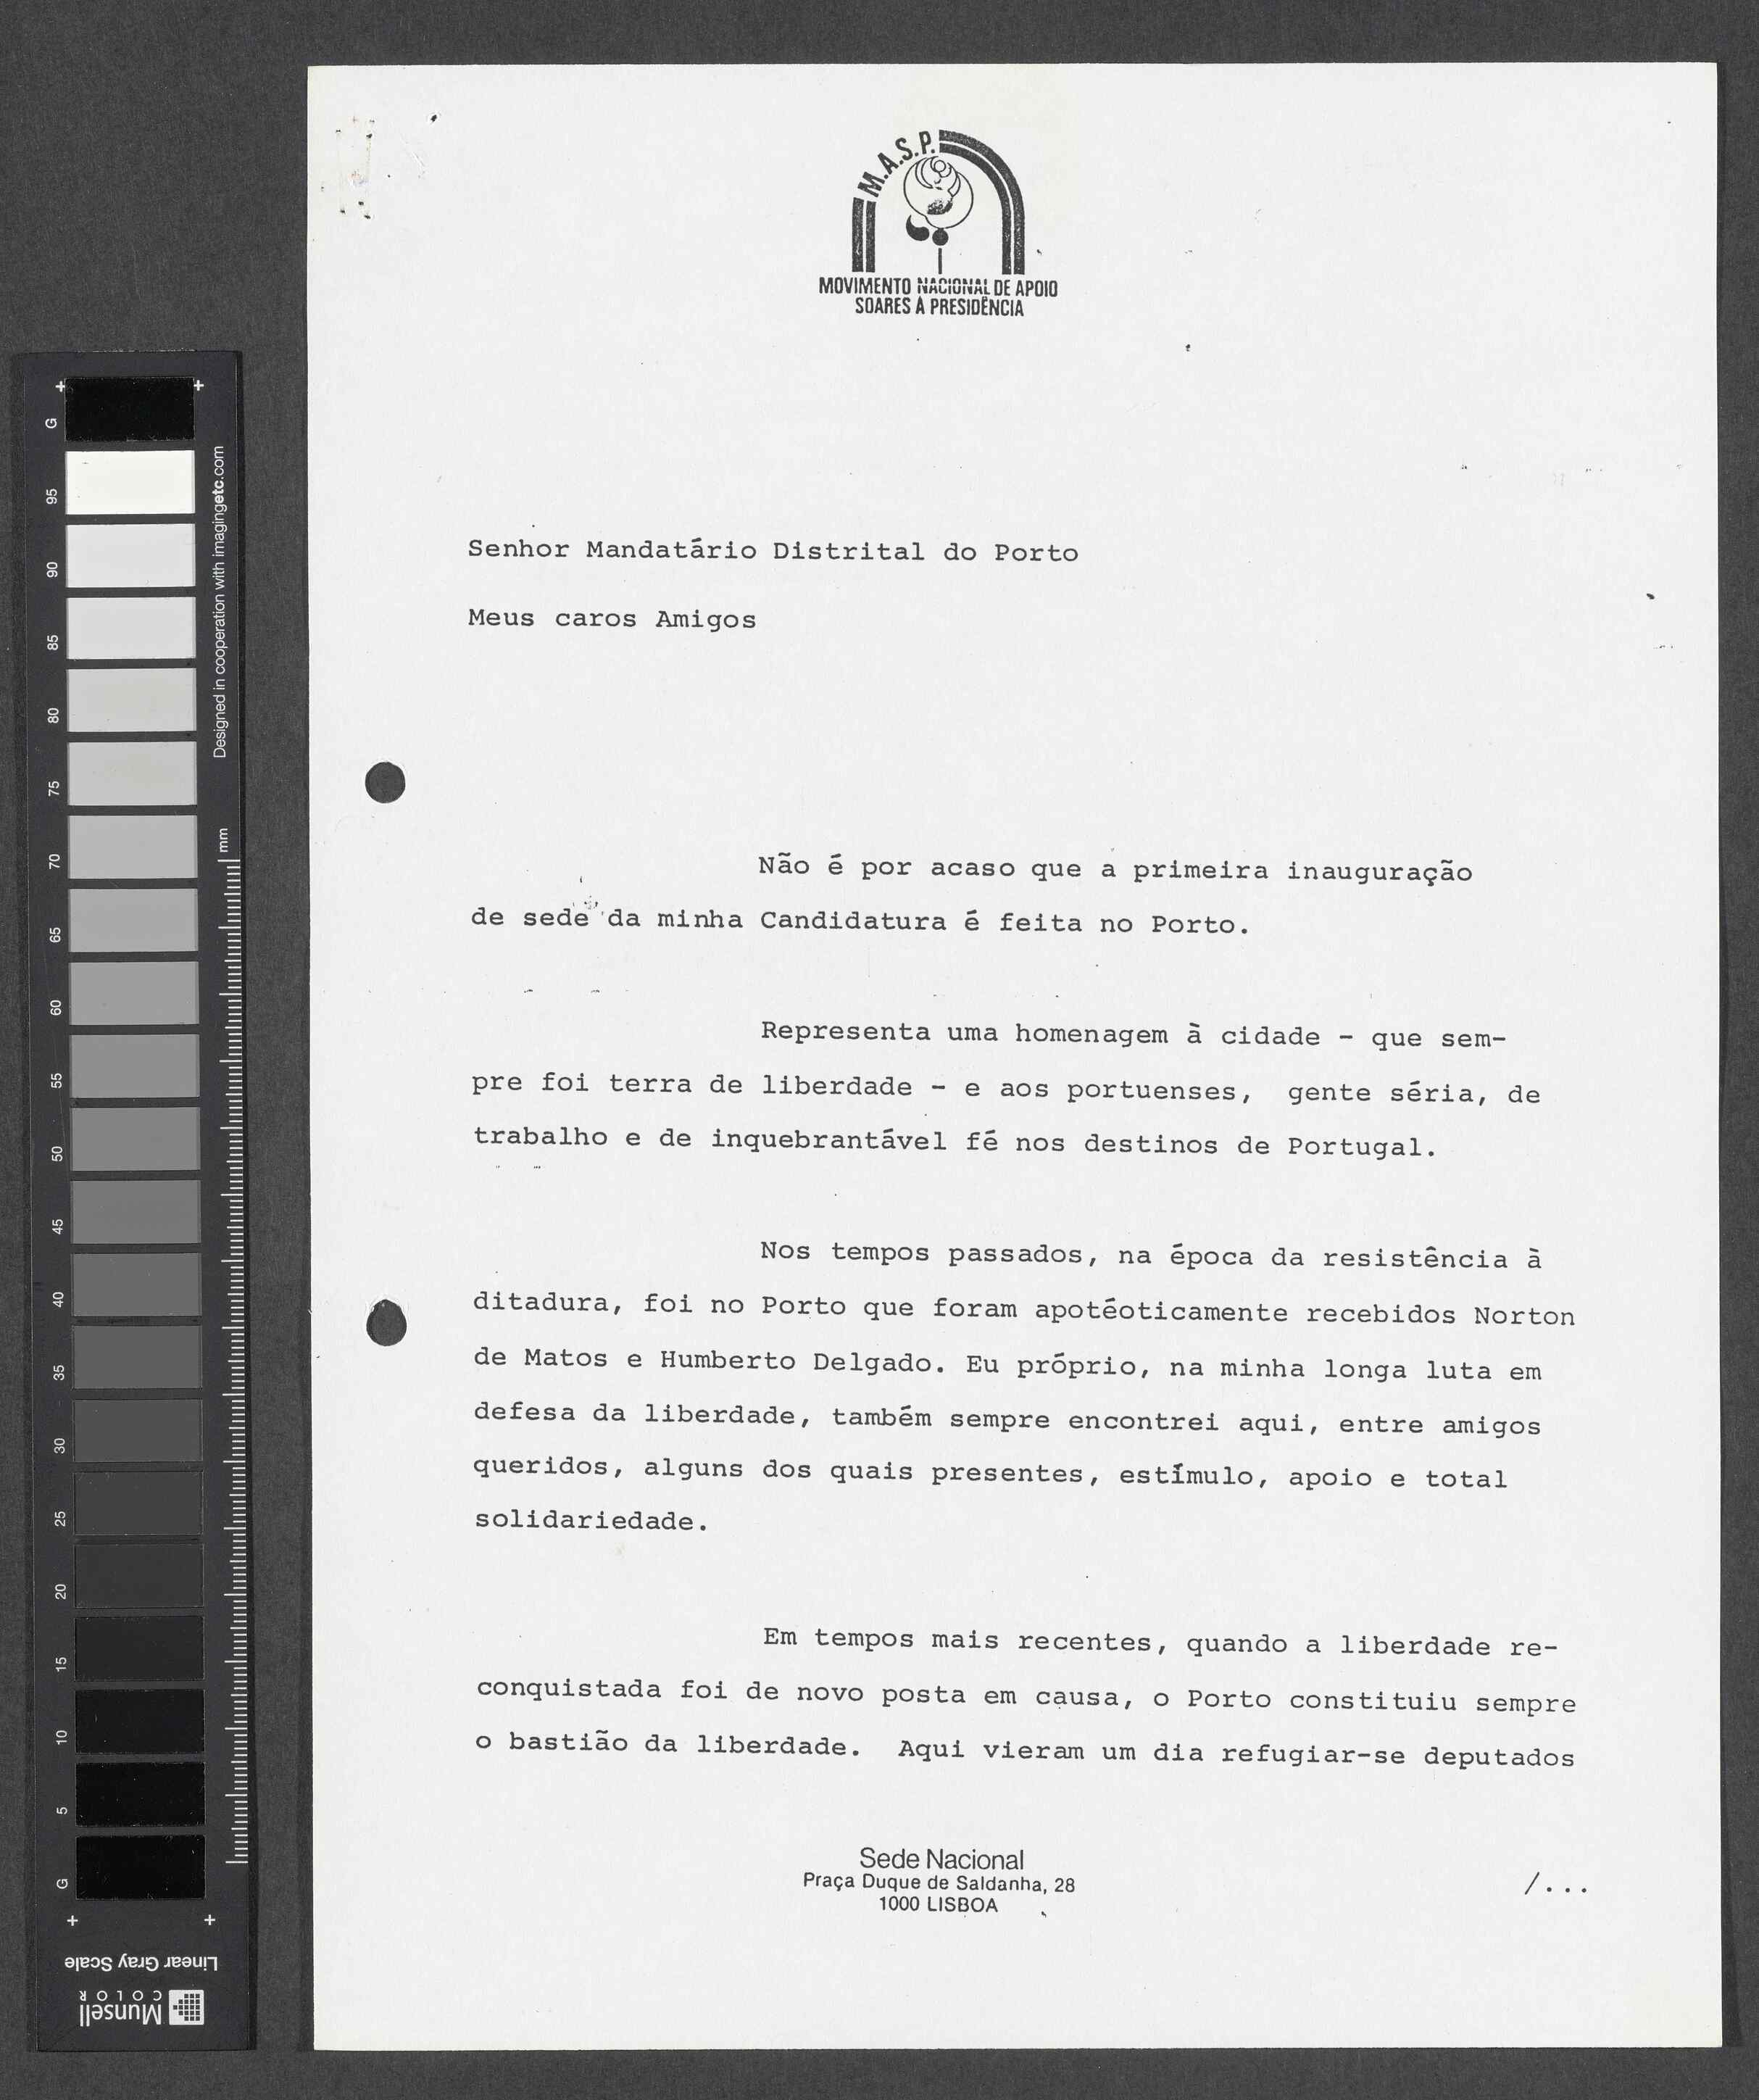 M.A.S.P.
MOVIMENTO NACIONAL DE APOIO
SOARES À PRESIDÊNCIA
Senhor Mandatário Distrital do Porto
Meus caros Amigos
Não é por acaso que a primeira inauguração
de sede da minha Candidatura é feita no Porto.
Representa uma homenagem à cidade - que sem-
pre foi terra de liberdade - e aos portuenses, gente séria, de
trabalho e de inquebrantável fé nos destinos de Portugal.
Nos tempos passados, na época da resistência à
ditadura, foi no Porto que foram apotéoticamente recebidos Norton
de Matos e Humberto Delgado. Eu próprio, na minha longa luta em
defesa da liberdade, também sempre encontrei aqui, entre amigos
queridos, alguns dos quais presentes, estímulo, apoio e total
solidariedade.
Em tempos mais recentes, quando a liberdade re-
conquistada foi de novo posta em causa, o Porto constituiu sempre
o bastião da liberdade. Aqui vieram um dia refugiar-se deputados
Sede Nacional
Praça Duque de Saldanha, 28
1000 LISBOA
/...
G
95
90
85
80
75
70
65
60
55
50
45
40
35
30
25
20
15
10
5
G
Designed in cooperation with imagingetc.com
mm
Linear Gray Scale
Munsell
COLOR